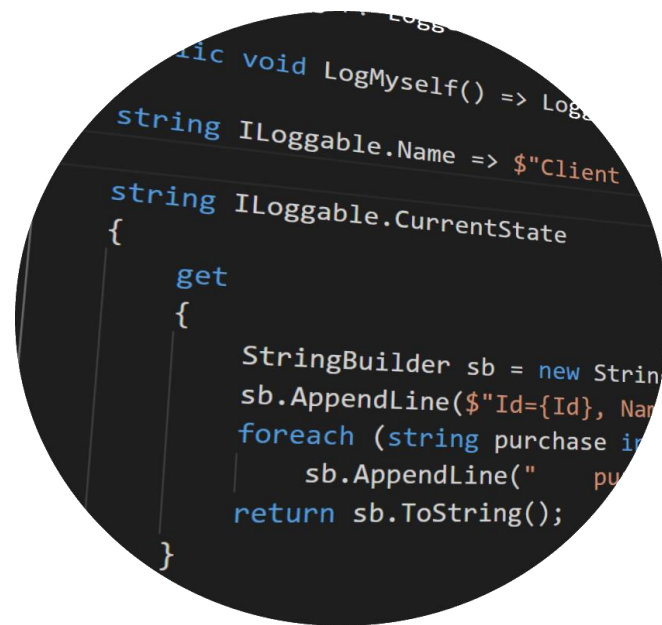 void LogMyself() =>
string ILoggable.Name => $"Client
string ILoggable.CurrentState
{
get
{
StringBuilder sb = new
sb.AppendLine($"Id={Id},
foreach (string purchase
sb.AppendLine("
return sb.ToString();
}